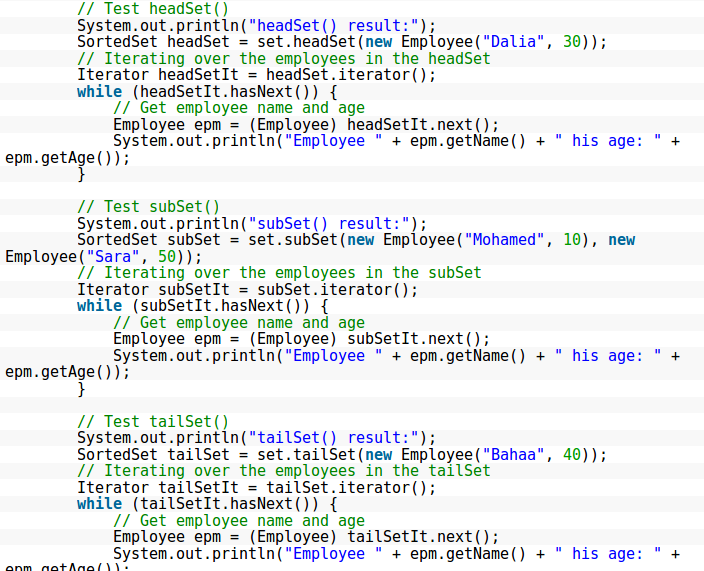 // Test headSet()
System.out.println("headSet() result:");
SortedSet headSet = set.headSet(new Employee("Dalia", 30));
// Iterating over the employees in the headSet
Iterator headSetIt = headSet.iterator();
while (headSetIt.hasNext()) {
// Get employee name and age
Employee epm = (Employee) headSetIt.next();
System.out.println("Employee " + epm.getName() + " his age: " +
epm.getAge());
}
// Test subSet()
System.out.println("subSet() result:");
SortedSet subSet = set.subSet(new Employee("Mohamed", 10), new
Employee("Sara", 50));
// Iterating over the employees in the subSet
Iterator subSetIt = subSet.iterator();
while (subSetIt.hasNext()) {
// Get employee name and age
Employee epm = (Employee) subSetIt.next();
System.out.println("Employee " + epm.getName() + " his age: " +
epm.getAge());
}
// Test tailSet()
System.out.println("tailSet() result:");
SortedSet tailSet = set.tailSet(new Employee("Bahaa", 40));
// Iterating over the employees in the tailSet
Iterator tailSetIt = tailSet.iterator();
while (tailSetIt.hasNext()) {
// Get employee name and age
Employee epm = (Employee) tailSetIt.next();
System.out.println("Employee " + epm.getName() + " his age: " +
epm.getAge());